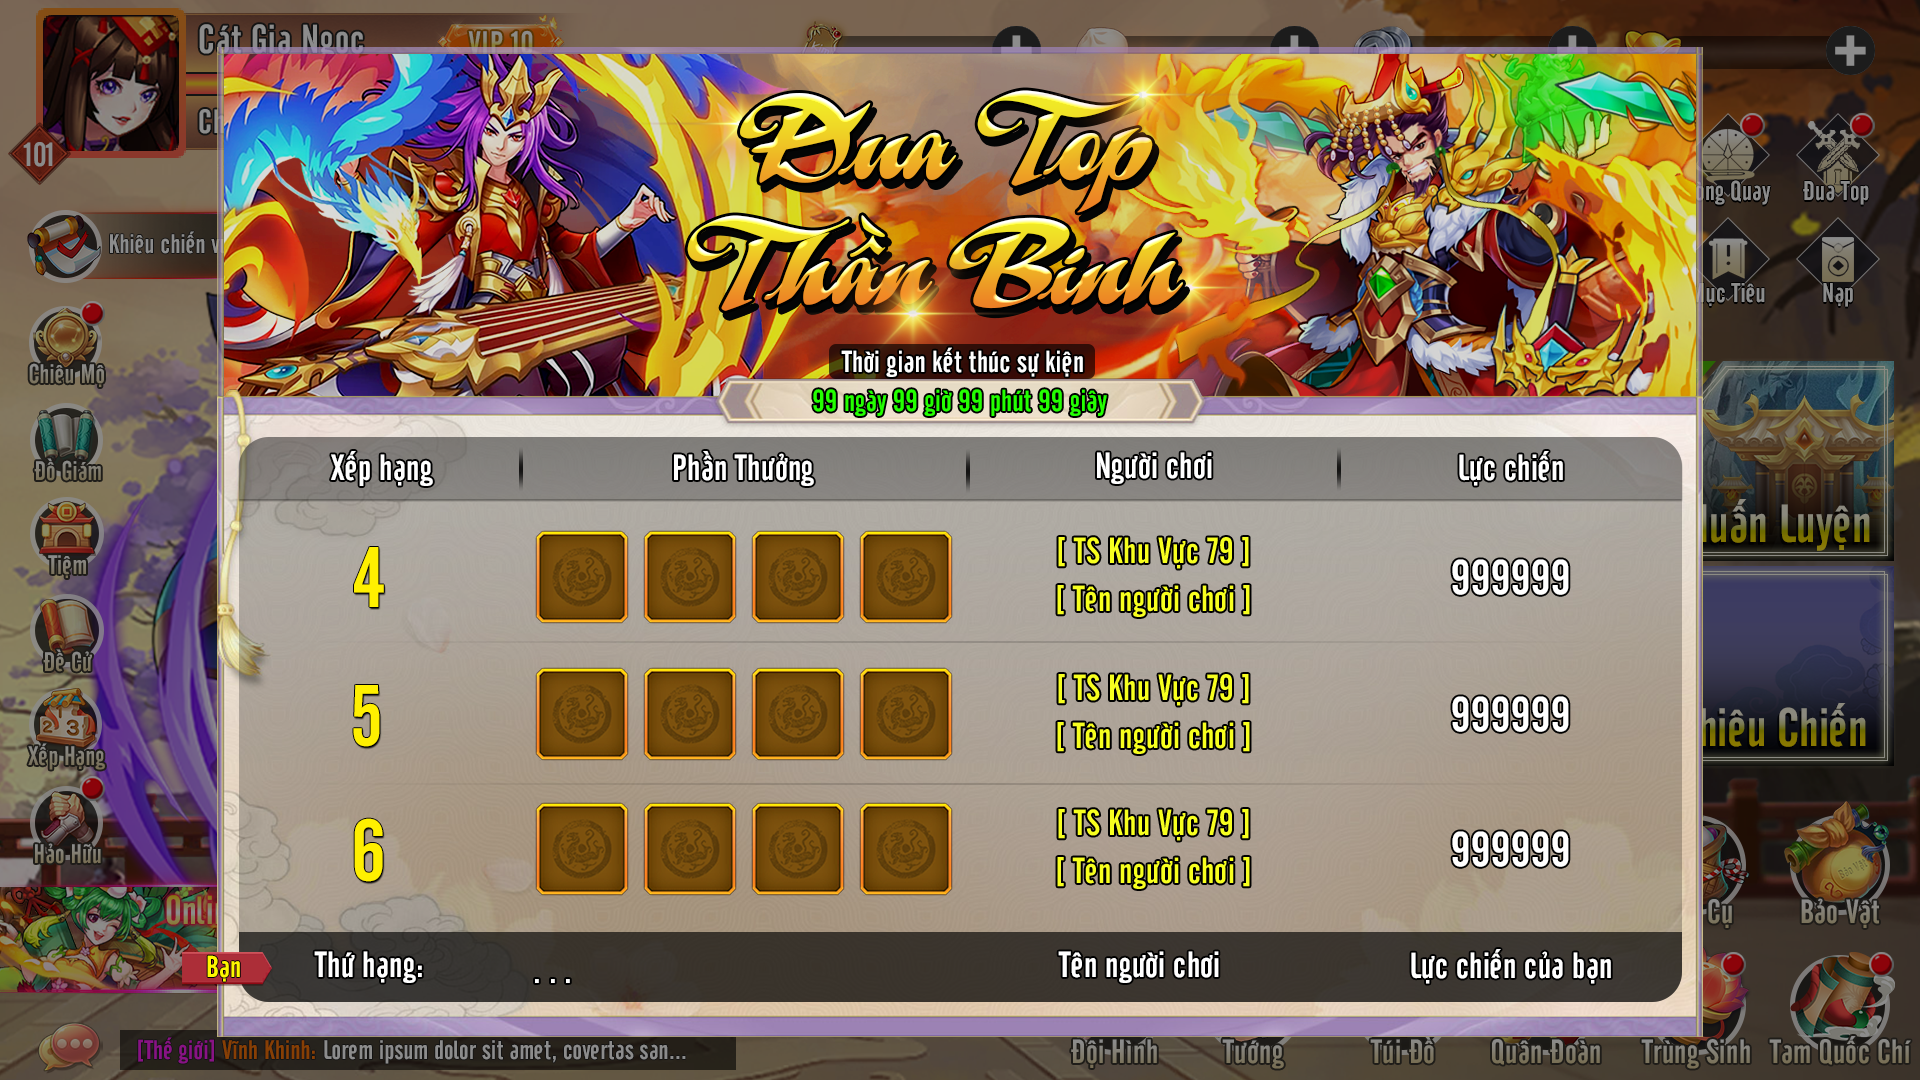 Cát Gia Ngọc
VIP 10
101
Khiêu chiến
Đua Top
Thần Binh
Thời gian kết thúc sự kiện
99 ngày 99 giờ 99 phút 99 giây
Đua Top
Quay
Mục Tiêu
Nạp
Chiêu Mộ
Đồ Giám
Tiệm
Đề Cử
2 3
Xếp Hạng
Hảo Hữu
Xếp hạng
Phần Thưởng
Người chơi
Lực chiến
4
[ TS Khu Vực 79 ]
[ Tên người chơi ]
999999
5
[ TS Khu Vực 79 ]
[ Tên người chơi ]
999999
6
[ TS Khu Vực 79 ]
[ Tên người chơi ]
999999
Bạn
Thứ hạng:
. . .
Tên người chơi
Lực chiến của bạn
Luyện
Chiến
Bảo Vật
Cụ
[Thế giới] Vĩnh Khinh: Lorem ipsum dolor sit amet, covertas san...
Đội Hình
Tướng
Túi Đồ
Quân Đoàn
Trùng Sinh
Tam Quốc Chí